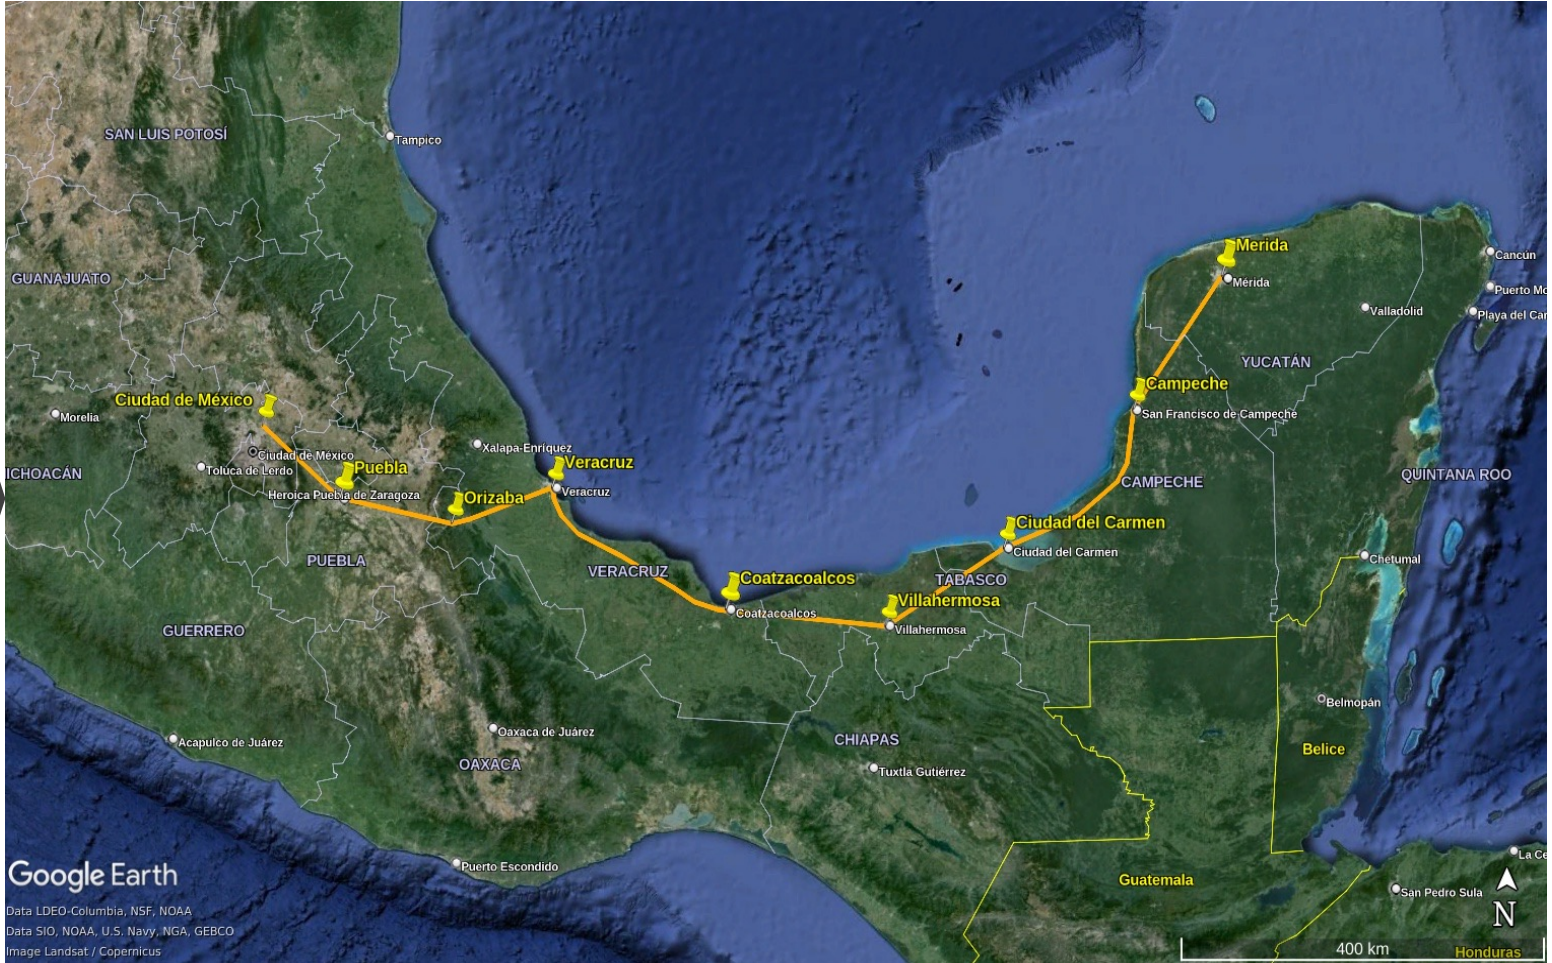 SAN LUIS POTOSÍ
Tampico
Merida
Mérida
Cancún
GUANAJUATO
Puerto Mo
Valladolid
Playa del Car
YUCATÁN
Campeche
San Francisco de Campeche
Ciudad de México
Morelia
Xalapa-Enríquez
Ciudad de México
Toluca de Lerdo
ICHOACÁN
Puebla
Veracruz
Veracruz
Heroica Puebla de Zaragoza
Orizaba
CAMPECHE
QUINTANA ROO
Ciudad del Carmen
Ciudad del Carmen
PUEBLA
VERACRUZ
Coatzacoalcos
Coatzacoalcos
TABASCO
Villahermosa
Villahermosa
Chetumal
GUERRERO
Belmopán
Oaxaca de Juárez
Acapulco de Juárez
CHIAPAS
Belice
OAXACA
Tuxtla Gutiérrez
Puerto Escondido
La Ce
Google Earth
Guatemala
San Pedro Sula
N
Data LDEO-Columbia, NSF, NOAA
Data SIO, NOAA, U.S. Navy, NGA, GEBCO
Image Landsat / Copernicus
400 km
Honduras